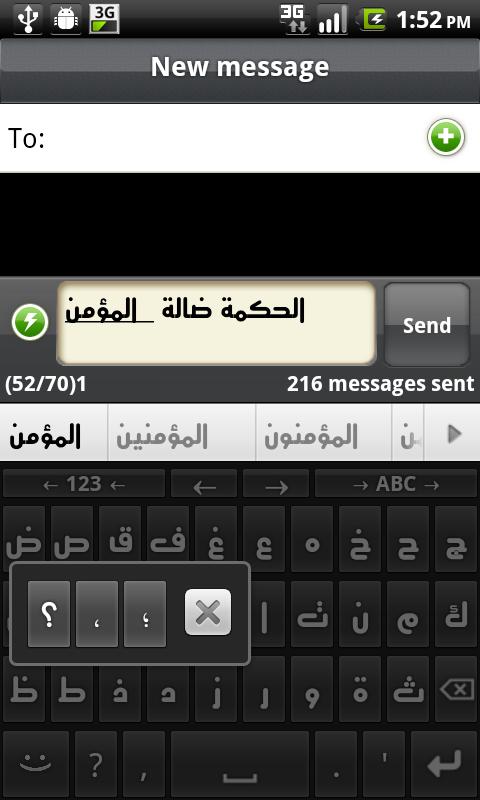 3G 3G 1:52 PM
New message
To:
الحكمة ضالة المؤمن
Send
(52/70)1 216 messages sent
المؤمن المؤمنين المؤمنون
← 123 ← ← → → ABC →
ض ص ق ف غ ع ه خ ح ج
؟ ، ؛ ا ت ن م ك
ظ ط ذ د ز ر و ة ث
? , . '